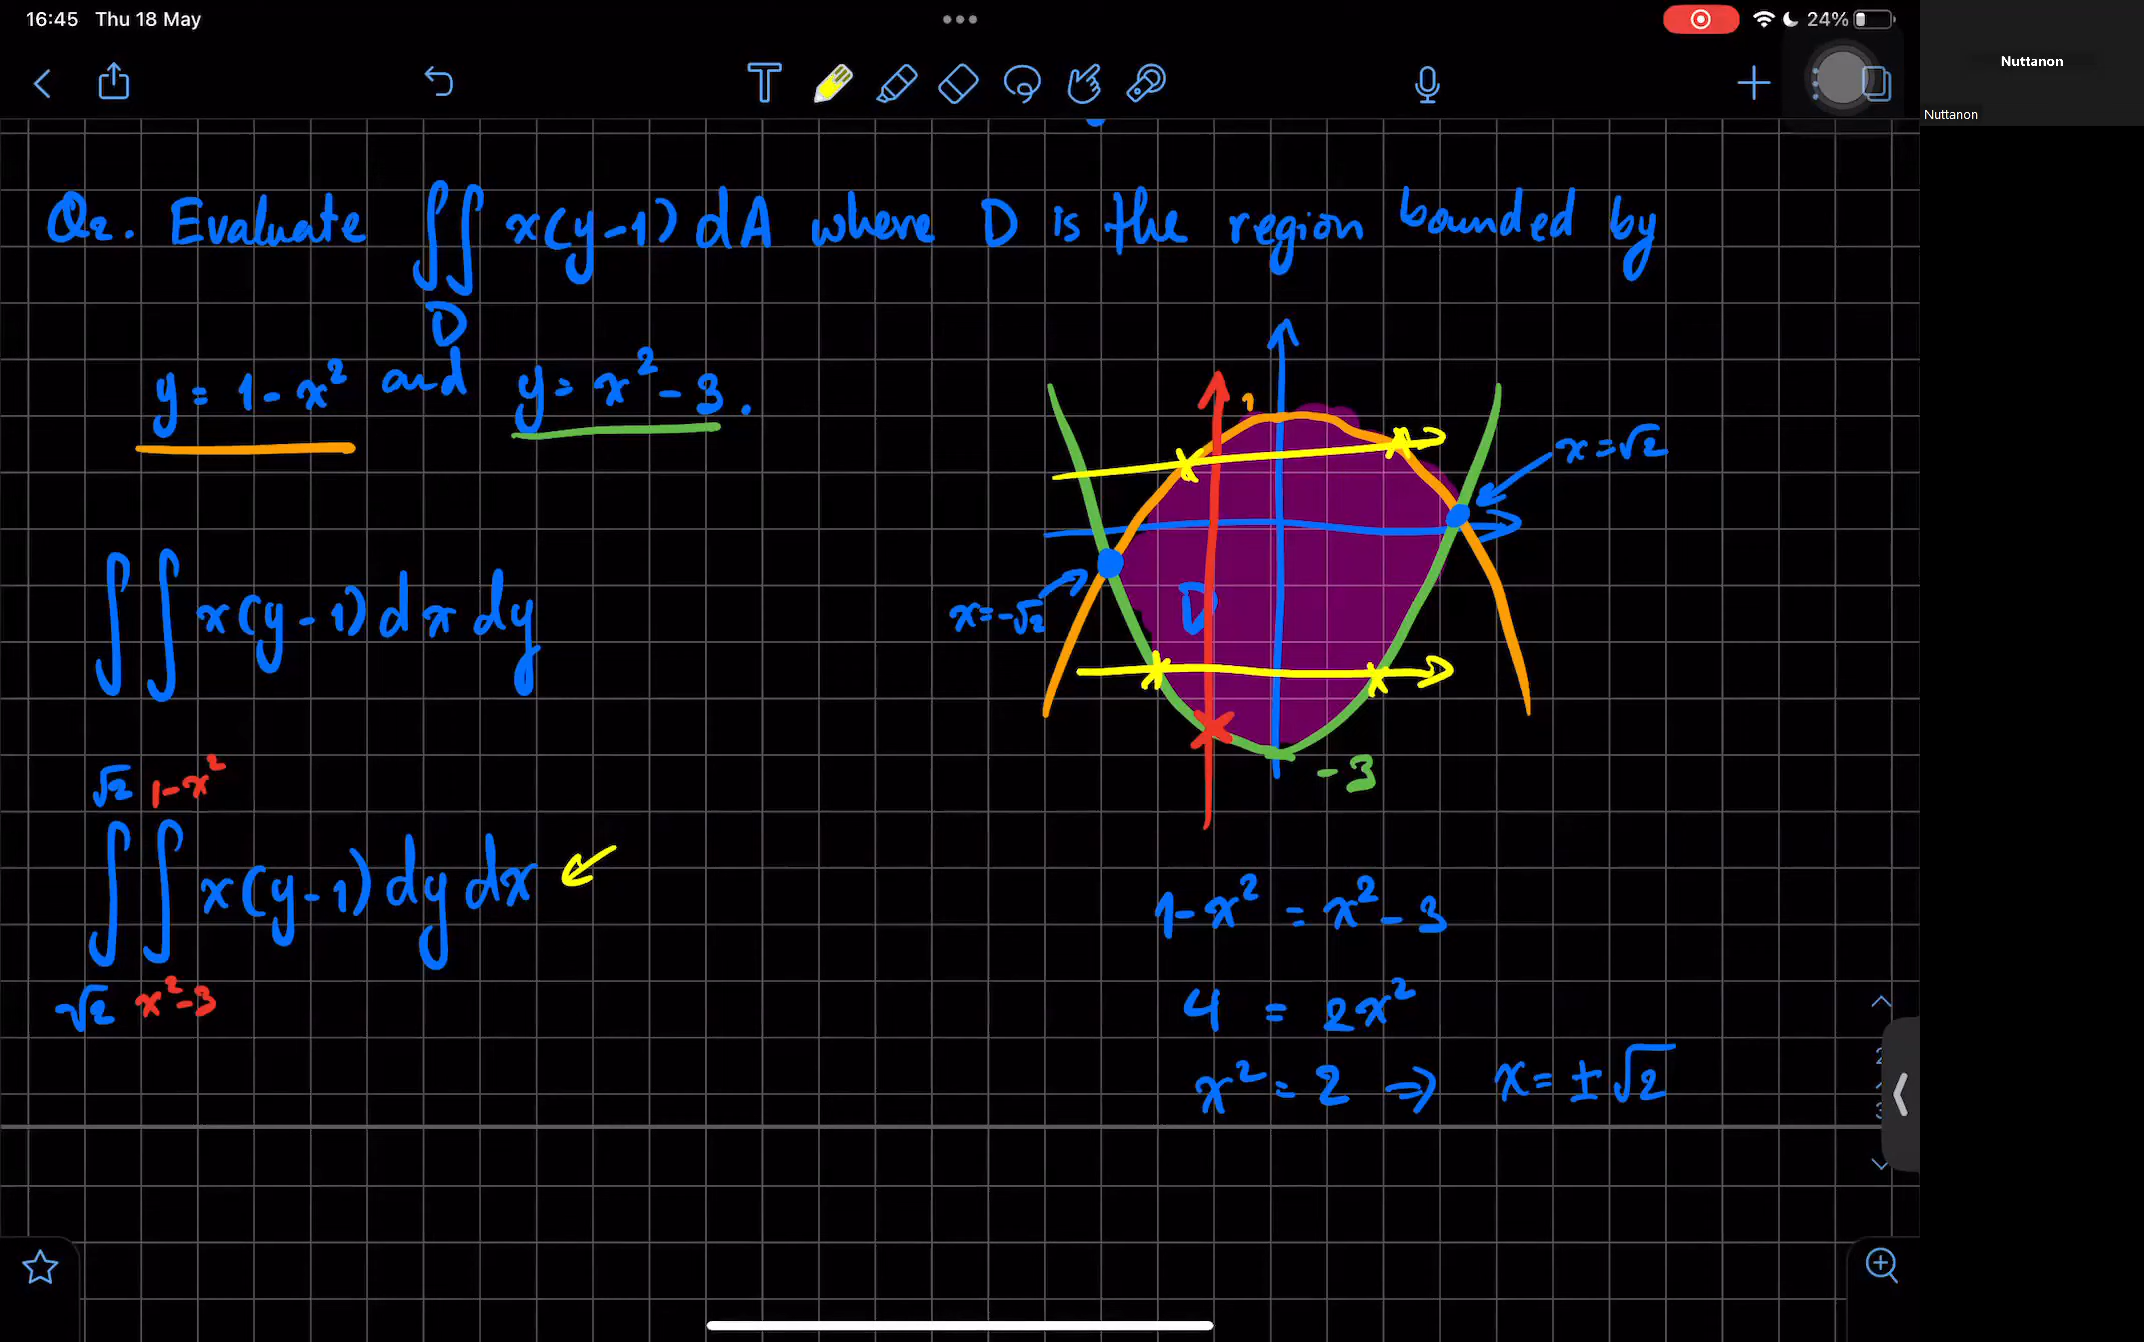 16:45 Thu 18 May
24%
Nuttanon
Nuttanon
Q2. Evaluate ∬ x(y-1) dA where D is the region bounded by
D
y = 1-x² and y = x²-3.
1
x=√2
D
x=-√2
∫∫ x(y-1) dx dy
-3
√2 1-x²
∫∫ x(y-1) dy dx
-√2 x²-3
1-x² = x²-3
4 = 2x²
x² = 2 ⇒ x = ±√2